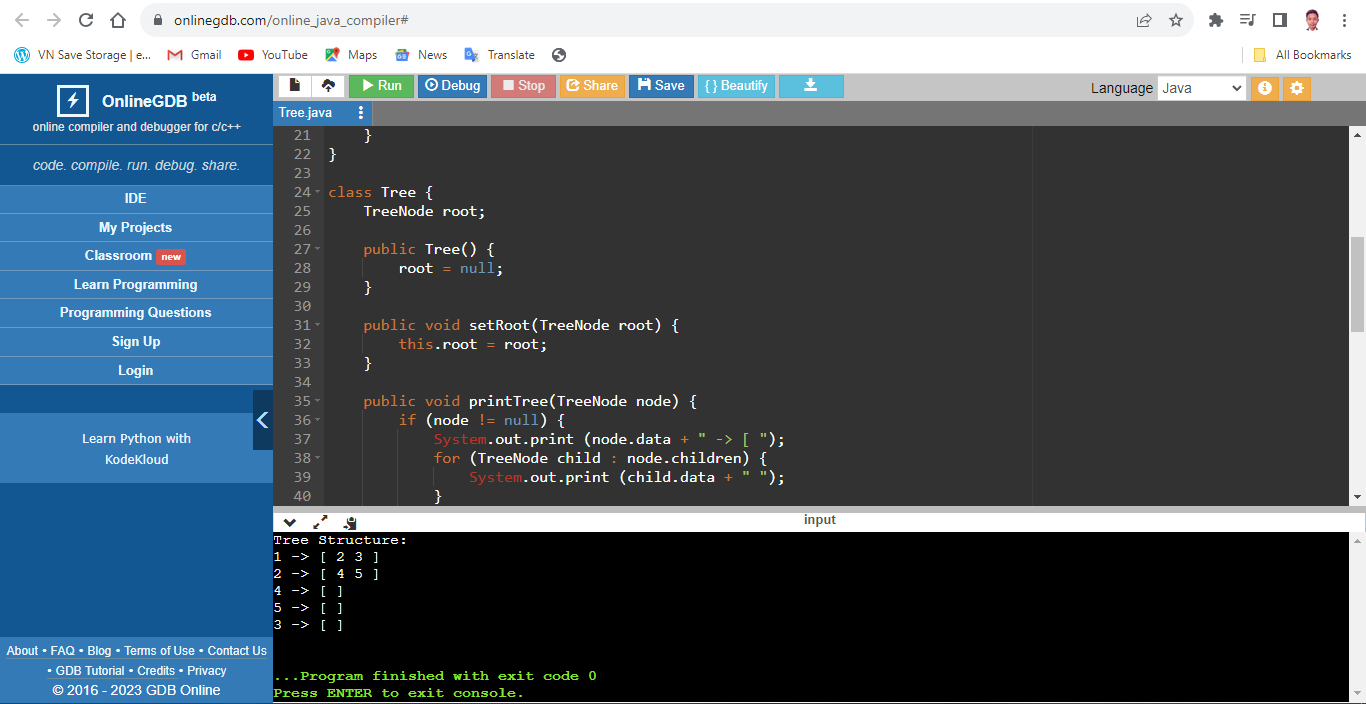 onlinegdb.com/online_java_compiler#
VN Save Storage | e... Gmail YouTube Maps News Translate All Bookmarks
OnlineGDB beta
online compiler and debugger for c/c++
code. compile. run. debug. share.
IDE
My Projects
Classroom new
Learn Programming
Programming Questions
Sign Up
Login
Learn Python with
KodeKloud
About • FAQ • Blog • Terms of Use • Contact Us
• GDB Tutorial • Credits • Privacy
© 2016 - 2023 GDB Online
Run Debug Stop Share Save { } Beautify Language Java
Tree.java
21     }
22 }
23
24 class Tree {
25     TreeNode root;
26
27     public Tree() {
28         root = null;
29     }
30
31     public void setRoot(TreeNode root) {
32         this.root = root;
33     }
34
35     public void printTree(TreeNode node) {
36         if (node != null) {
37             System.out.print (node.data + " -> [ ");
38             for (TreeNode child : node.children) {
39                 System.out.print (child.data + " ");
40             }
input
Tree Structure:
1 -> [ 2 3 ]
2 -> [ 4 5 ]
4 -> [ ]
5 -> [ ]
3 -> [ ]
...Program finished with exit code 0
Press ENTER to exit console.